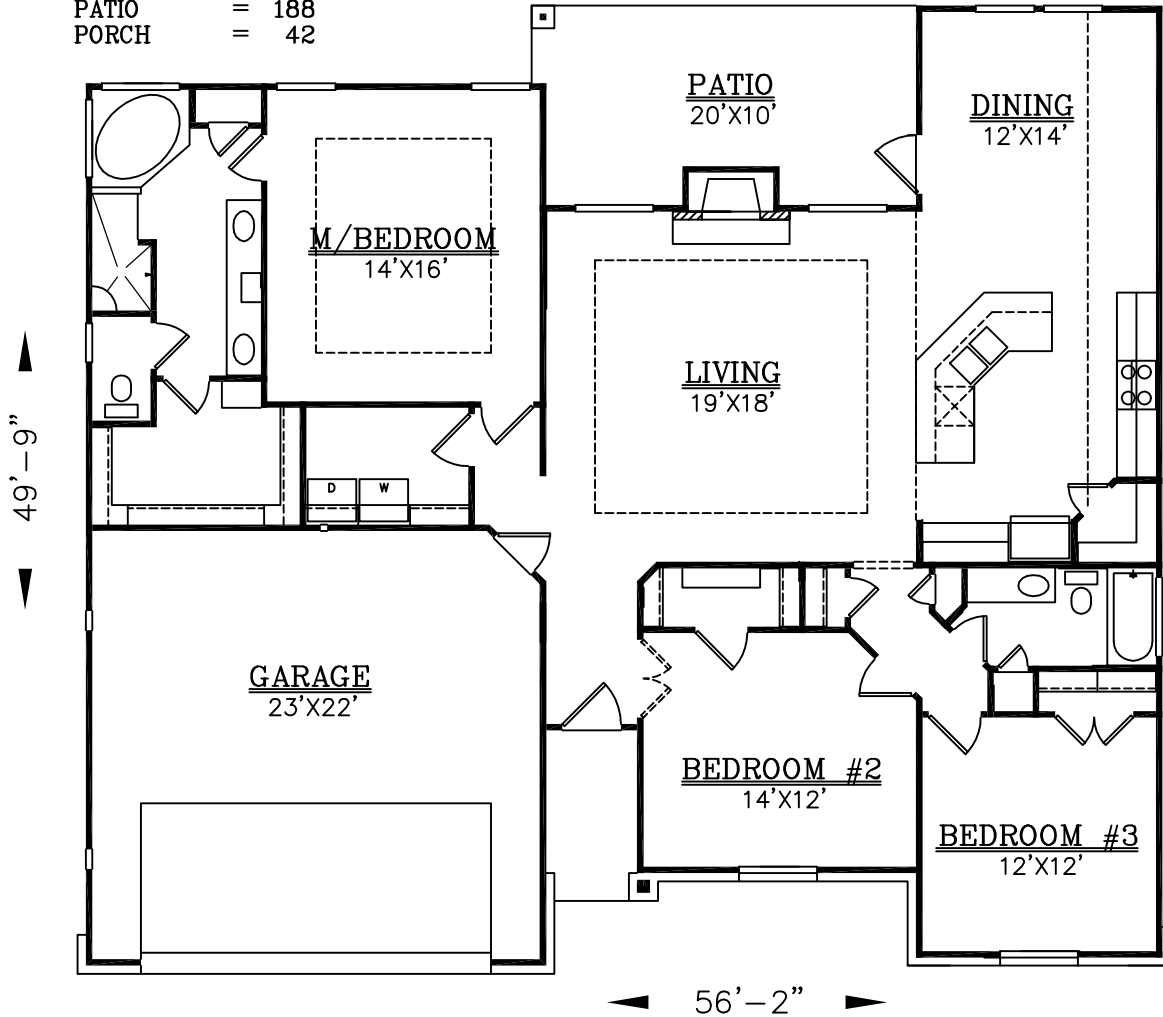 PATIO = 188
PORCH = 42
PATIO
20'X10'
DINING
12'X14'
M/BEDROOM
14'X16'
LIVING
19'X18'
49'-9"
D W
GARAGE
23'X22'
BEDROOM #2
14'X12'
BEDROOM #3
12'X12'
56'-2"